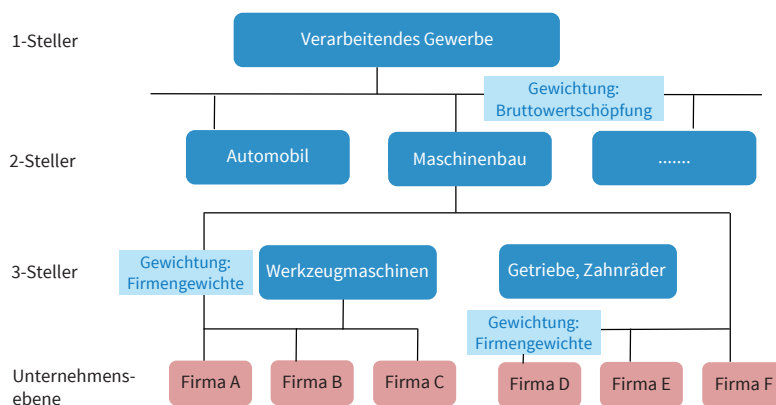 1-Steller
Verarbeitendes Gewerbe
Gewichtung:
Bruttowertschöpfung
2-Steller
Automobil
Maschinenbau
.......
3-Steller
Gewichtung:
Firmengewichte
Werkzeugmaschinen
Getriebe, Zahnräder
Gewichtung:
Firmengewichte
Unternehmens-
ebene
Firma A
Firma B
Firma C
Firma D
Firma E
Firma F